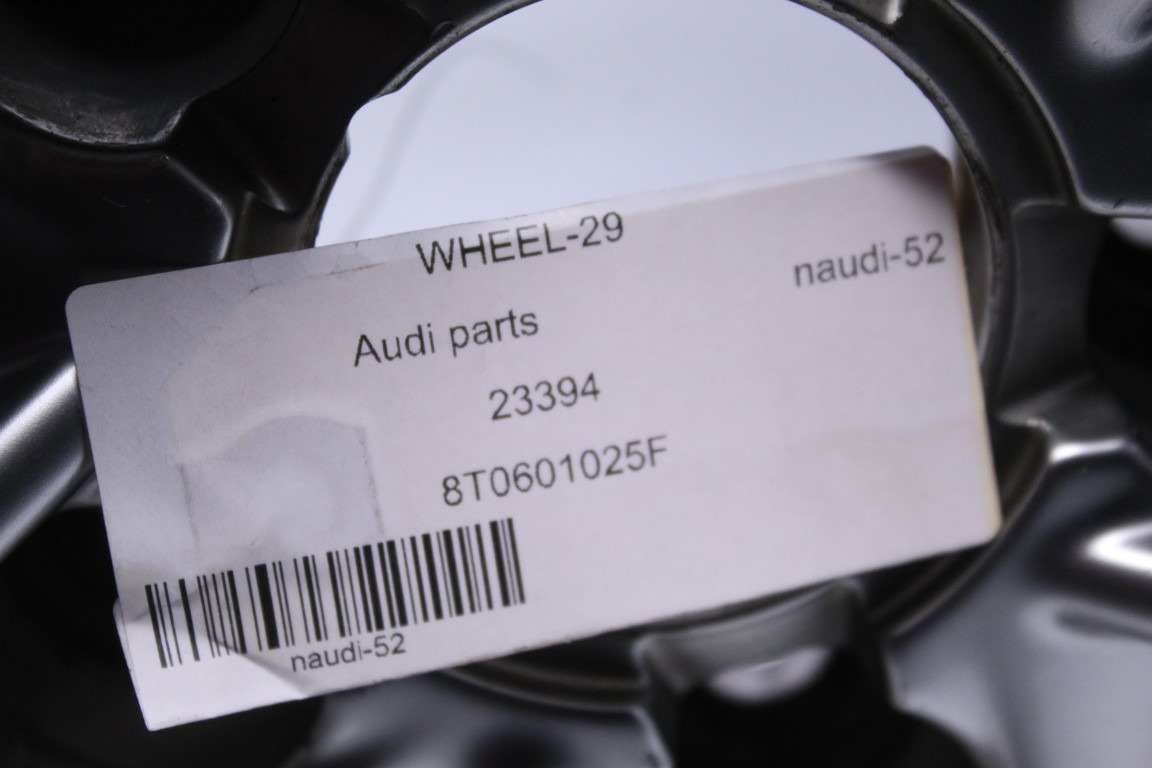 WHEEL-29
naudi-52
Audi parts
23394
8T0601025F
naudi-52